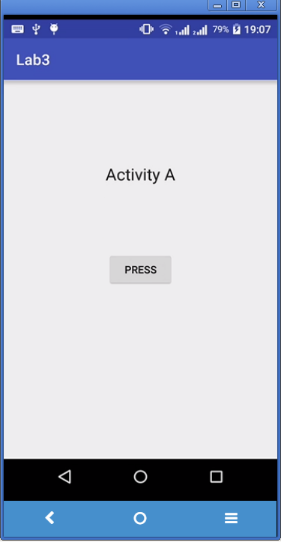 79% 19:07
Lab3
Activity A
PRESS